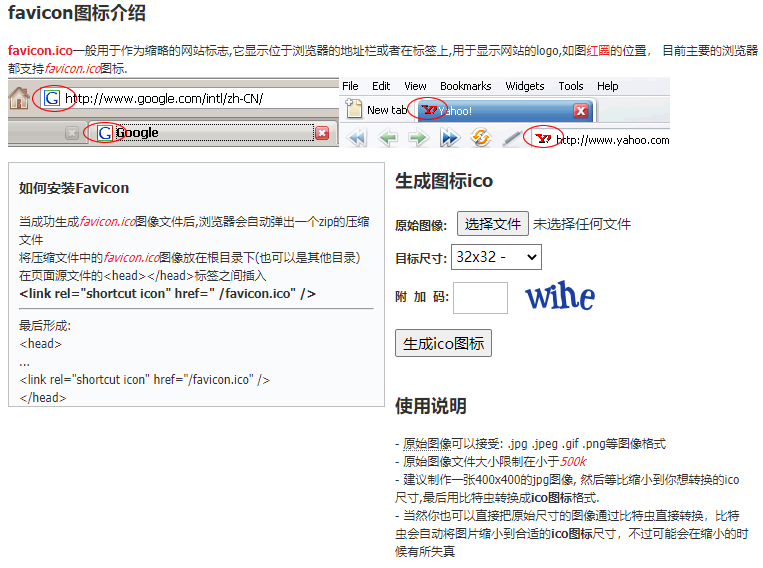 favicon图标介绍
favicon.ico一般用于作为缩略的网站标志,它显示位于浏览器的地址栏或者在标签上,用于显示网站的logo,如图红圈的位置， 目前主要的浏览器
都支持favicon.ico图标.
http://www.google.com/intl/zh-CN/
Google
File Edit View Bookmarks Widgets Tools Help
New tab Yahoo!
http://www.yahoo.com
如何安装Favicon
当成功生成favicon.ico图像文件后,浏览器会自动弹出一个zip的压缩
文件
将压缩文件中的favicon.ico图像放在根目录下(也可以是其他目录)
在页面源文件的<head></head>标签之间插入
<link rel="shortcut icon" href=" /favicon.ico" />
最后形成:
<head>
...
<link rel="shortcut icon" href="/favicon.ico" />
</head>
生成图标ico
原始图像: 选择文件 未选择任何文件
目标尺寸: 32x32 -
附 加 码: wihe
生成ico图标
使用说明
- 原始图像可以接受: .jpg .jpeg .gif .png等图像格式
- 原始图像文件大小限制在小于500k
- 建议制作一张400x400的jpg图像, 然后等比缩小到你想转换的ico
尺寸,最后用比特虫转换成ico图标格式.
- 当然你也可以直接把原始尺寸的图像通过比特虫直接转换，比特
虫会自动将图片缩小到合适的ico图标尺寸，不过可能会在缩小的时
候有所失真